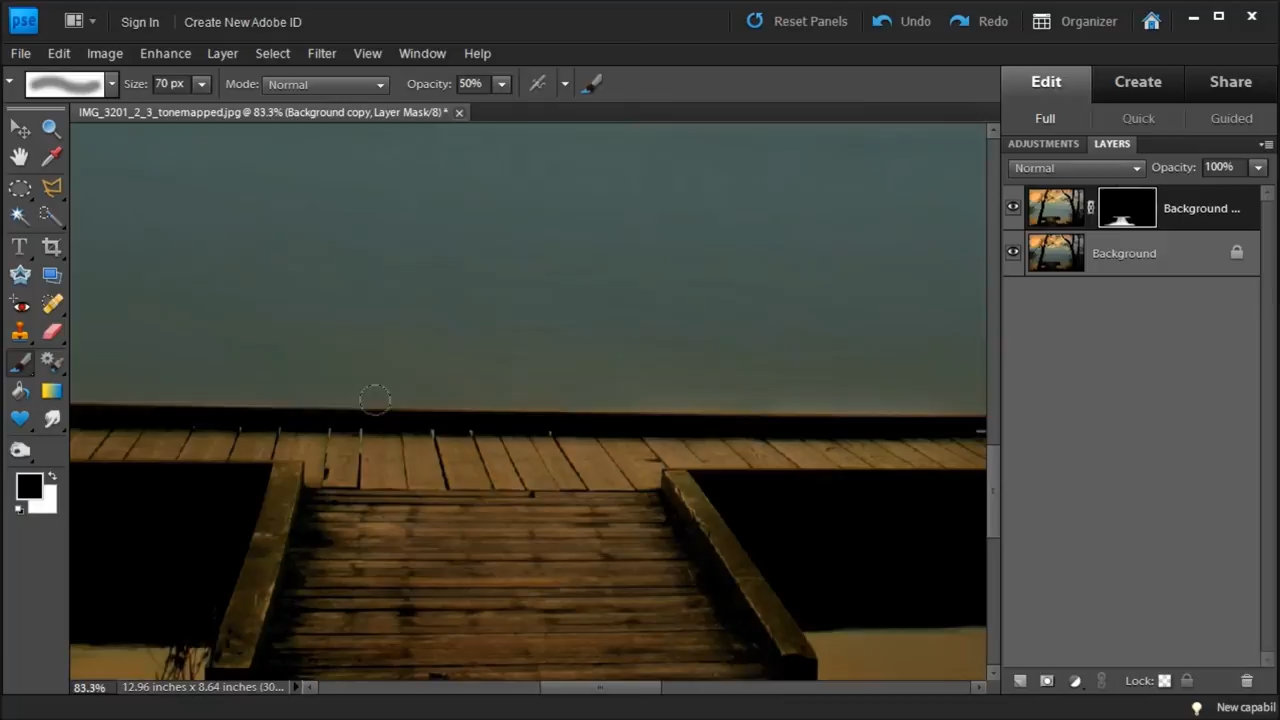 pse Sign In Create New Adobe ID Reset Panels Undo Redo Organizer
File Edit Image Enhance Layer Select Filter View Window Help
Size: 70 px Mode: Normal Opacity: 50%
Edit Create Share
IMG_3201_2_3_tonemapped.jpg @ 83.3% (Background copy, Layer Mask/8) *
Full Quick Guided
ADJUSTMENTS LAYERS
Normal Opacity: 100%
Background ...
Background
T
83.3% 12.96 inches x 8.64 inches (30...
Lock:
New capabil